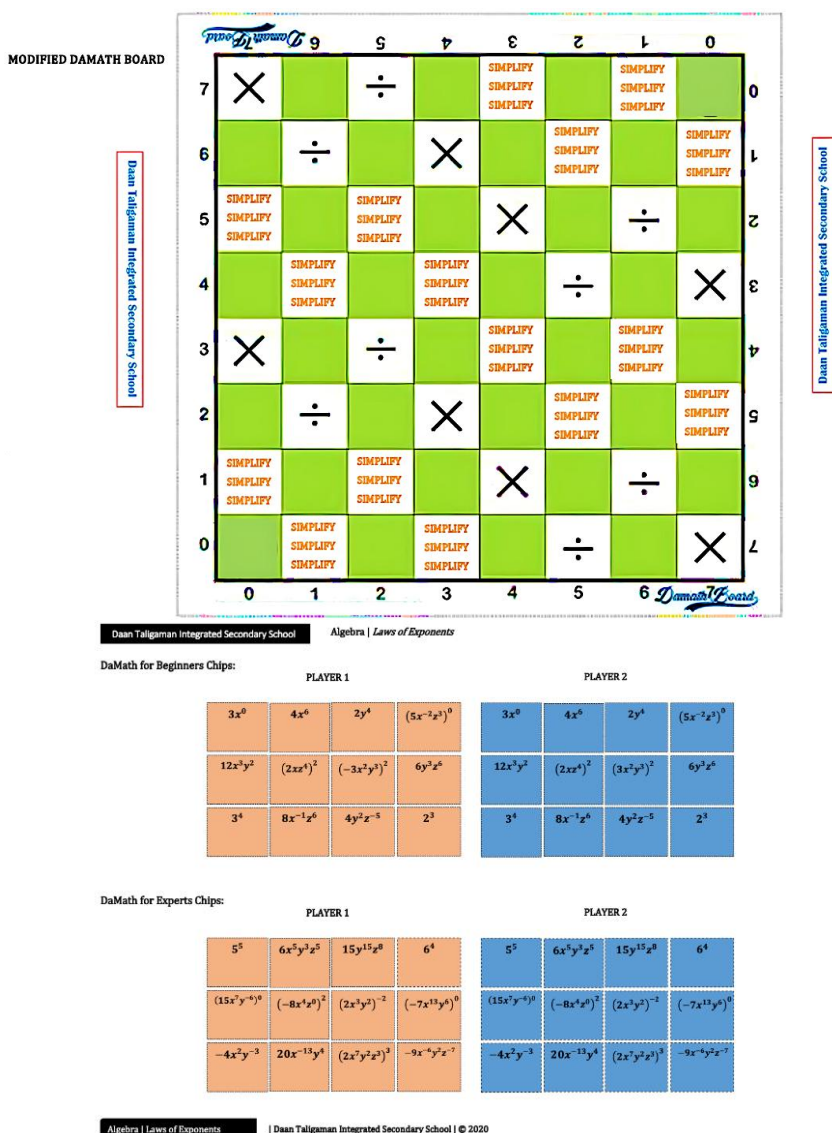 Damath Board
7 6 5 4 3 2 1 0
MODIFIED DAMATH BOARD
7 × ÷ SIMPLIFY SIMPLIFY 0
SIMPLIFY SIMPLIFY
SIMPLIFY SIMPLIFY
6 ÷ × SIMPLIFY SIMPLIFY 1
SIMPLIFY SIMPLIFY
SIMPLIFY SIMPLIFY
5 SIMPLIFY SIMPLIFY × ÷ 2
SIMPLIFY SIMPLIFY
SIMPLIFY SIMPLIFY
4 SIMPLIFY SIMPLIFY ÷ × 3
SIMPLIFY SIMPLIFY
SIMPLIFY SIMPLIFY
3 × ÷ SIMPLIFY SIMPLIFY 4
SIMPLIFY SIMPLIFY
SIMPLIFY SIMPLIFY
2 ÷ × SIMPLIFY SIMPLIFY 5
SIMPLIFY SIMPLIFY
SIMPLIFY SIMPLIFY
1 SIMPLIFY SIMPLIFY × ÷ 6
SIMPLIFY SIMPLIFY
SIMPLIFY SIMPLIFY
0 SIMPLIFY SIMPLIFY ÷ × 7
SIMPLIFY SIMPLIFY
SIMPLIFY SIMPLIFY
0 1 2 3 4 5 6 7
Damath Board
Daan Taligaman Integrated Secondary School
Daan Taligaman Integrated Secondary School
Daan Taligaman Integrated Secondary School Algebra | Laws of Exponents
DaMath for Beginners Chips:
PLAYER 1 PLAYER 2
3x⁰ 4x⁶ 2y⁴ (5x⁻²z³)⁰ 3x⁰ 4x⁶ 2y⁴ (5x⁻²z³)⁰
12x³y² (2xz⁴)² (−3x²y³)² 6y³z⁶ 12x³y² (2xz⁴)² (3x²y³)² 6y³z⁶
3⁴ 8x⁻¹z⁶ 4y²z⁻⁵ 2³ 3⁴ 8x⁻¹z⁶ 4y²z⁻⁵ 2³
DaMath for Experts Chips:
PLAYER 1 PLAYER 2
5⁵ 6x⁵y³z⁵ 15y¹⁵z⁸ 6⁴ 5⁵ 6x⁵y³z⁵ 15y¹⁵z⁸ 6⁴
(15x⁷y⁻⁶)⁰ (−8x⁴z⁰)² (2x³y²)⁻² (−7x¹³y⁶)⁰ (15x⁷y⁻⁶)⁰ (−8x⁴z⁰)² (2x³y²)⁻² (−7x¹³y⁶)⁰
−4x²y⁻³ 20x⁻¹³y⁴ (2x⁷y²z³)³ −9x⁻⁶y²z⁻⁷ −4x²y⁻³ 20x⁻¹³y⁴ (2x⁷y²z³)³ −9x⁻⁶y²z⁻⁷
Algebra | Laws of Exponents | Daan Taligaman Integrated Secondary School | © 2020